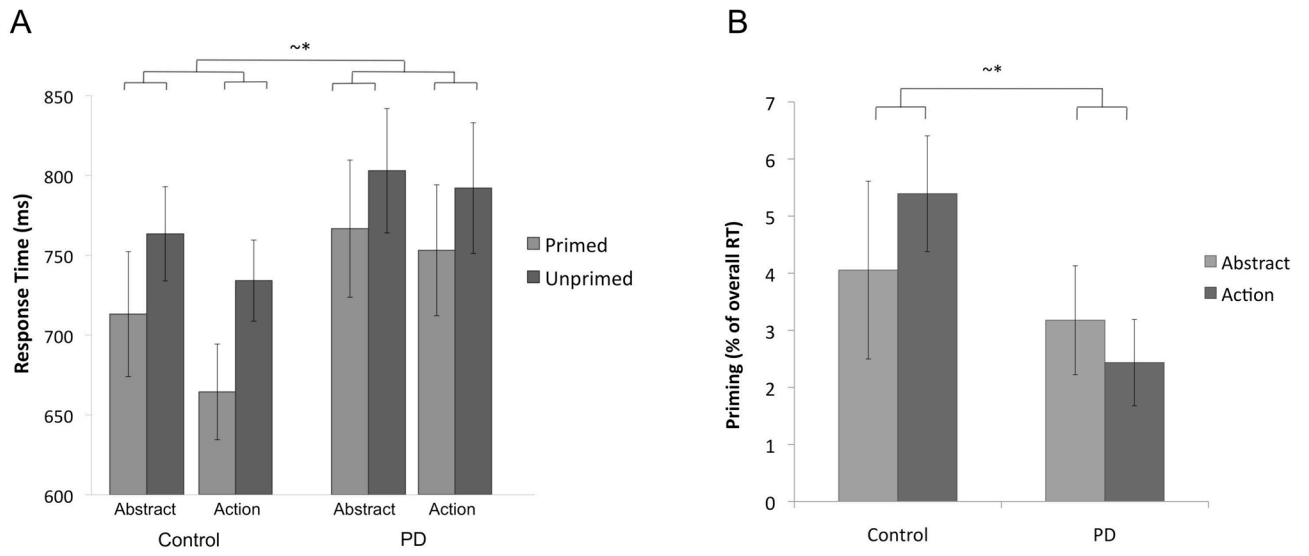 A
~*
850
800
750
700
650
600
Response Time (ms)
Primed
Unprimed
Abstract Action Abstract Action
Control PD
B
~*
7
6
5
4
3
2
1
0
Priming (% of overall RT)
Abstract
Action
Control PD